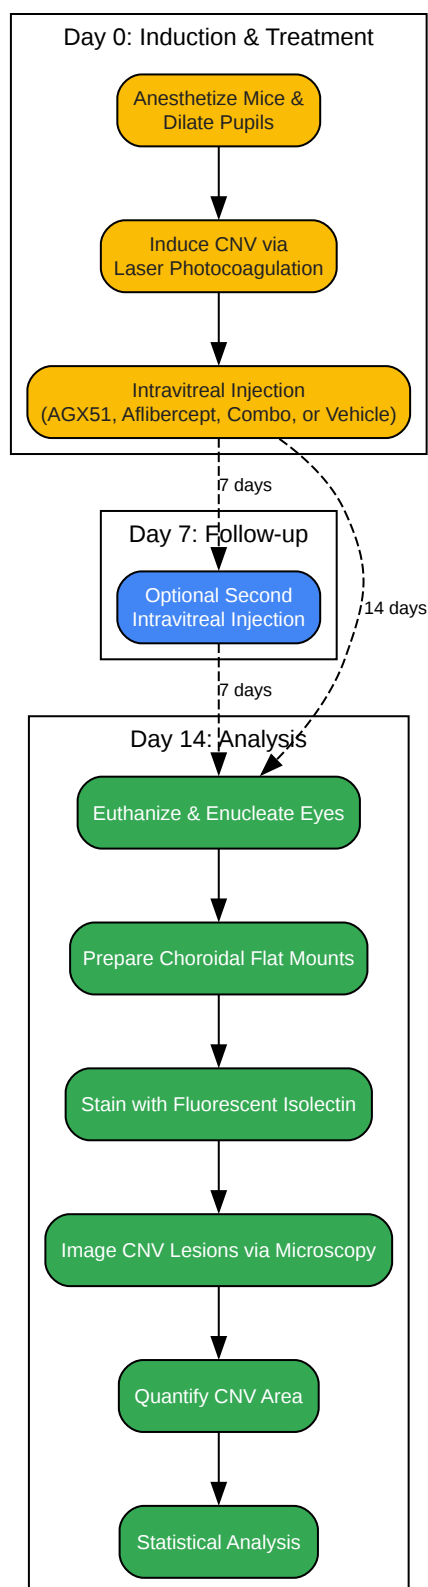 Day 0: Induction & Treatment
Anesthetize Mice &
Dilate Pupils
Induce CNV via
Laser Photocoagulation
Intravitreal Injection
(AGX51, Aflibercept, Combo, or Vehicle)
7 days
Day 7: Follow-up
Optional Second
Intravitreal Injection
14 days
7 days
Day 14: Analysis
Euthanize & Enucleate Eyes
Prepare Choroidal Flat Mounts
Stain with Fluorescent Isolectin
Image CNV Lesions via Microscopy
Quantify CNV Area
Statistical Analysis